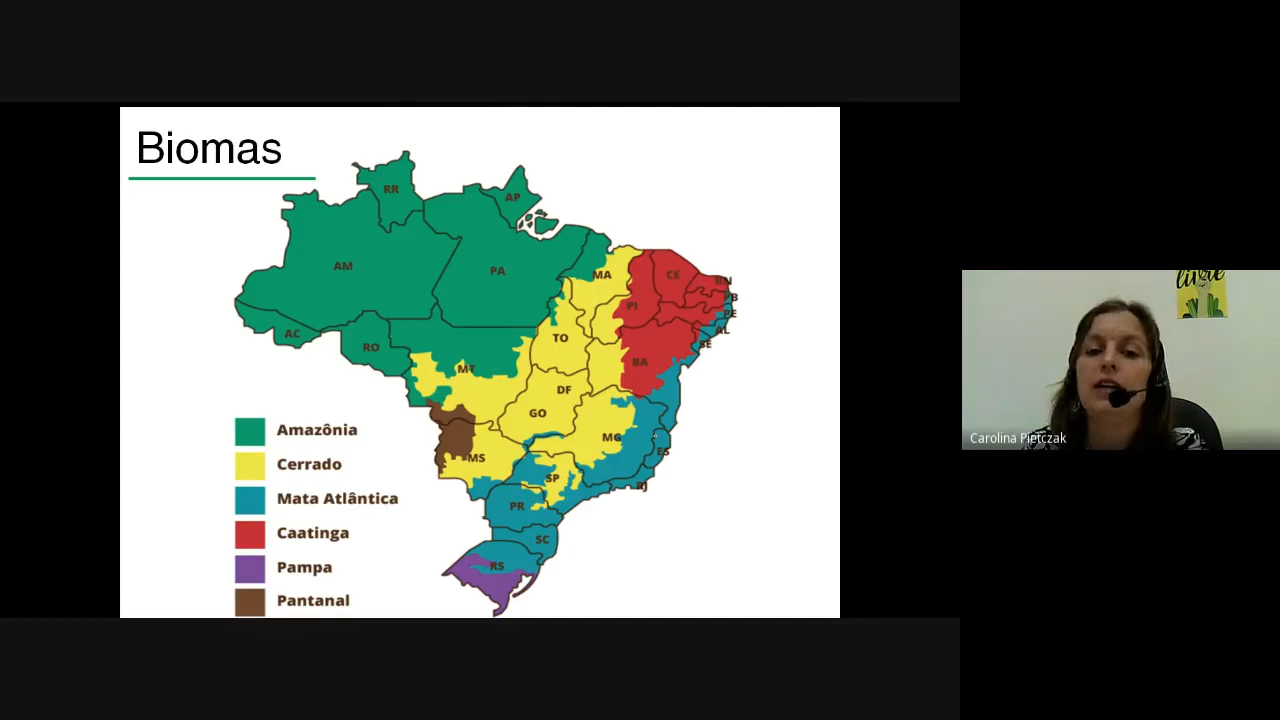 Biomas
RR
AP
AM
PA
MA
CE
RN
PB
PI
PE
AL
AC
TO
SE
RO
BA
MT
DF
GO
MG
Amazônia
ES
MS
Cerrado
SP
RJ
Mata Atlântica
PR
Caatinga
SC
Pampa
RS
Pantanal
livre
Carolina Pietczak